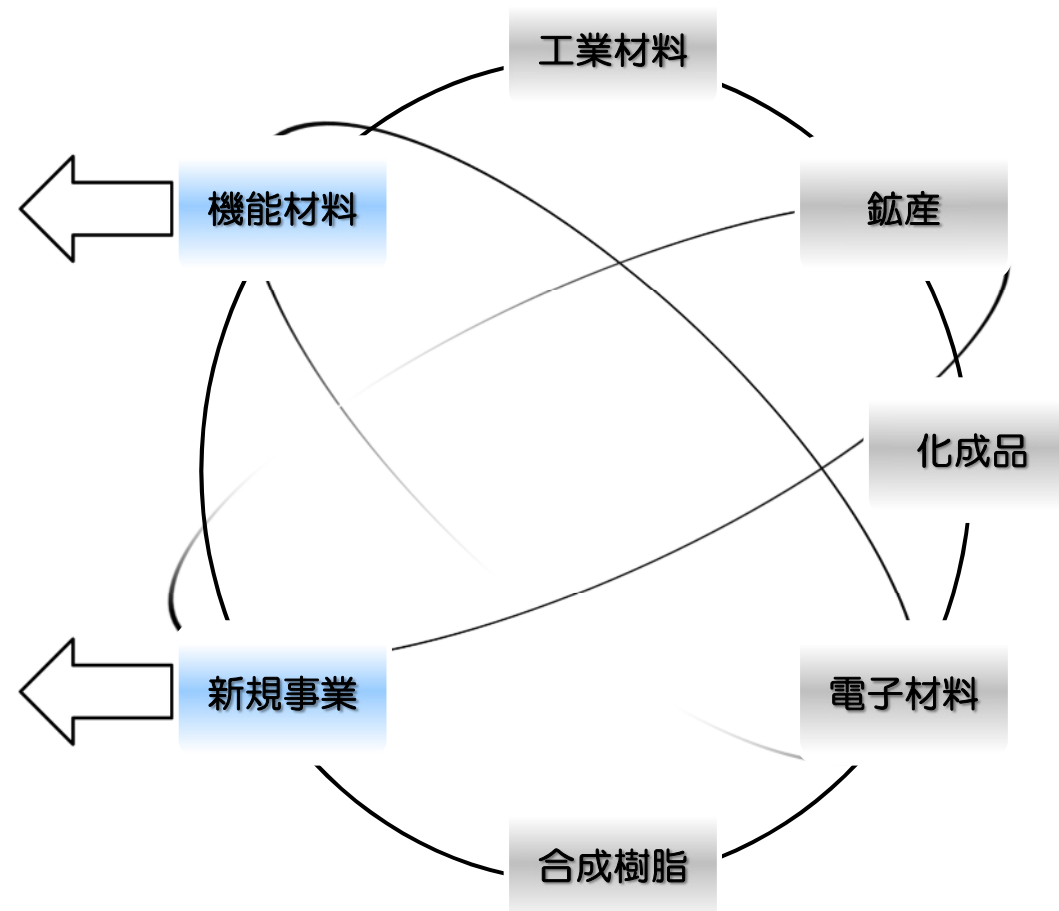 工業材料
機能材料
鉱産
化成品
新規事業
電子材料
合成樹脂